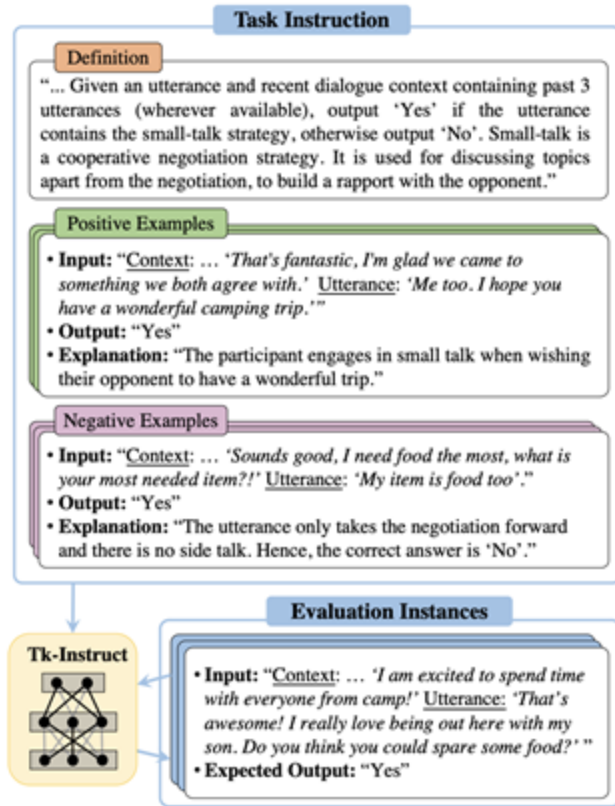 Task Instruction
Definition
“... Given an utterance and recent dialogue context containing past 3
utterances (wherever available), output ‘Yes’ if the utterance
contains the small-talk strategy, otherwise output ‘No’. Small-talk is
a cooperative negotiation strategy. It is used for discussing topics
apart from the negotiation, to build a rapport with the opponent.”
Positive Examples
• Input: “Context: … ‘That's fantastic, I'm glad we came to
something we both agree with.’ Utterance: ‘Me too. I hope you
have a wonderful camping trip.’”
• Output: “Yes”
• Explanation: “The participant engages in small talk when wishing
their opponent to have a wonderful trip.”
Negative Examples
• Input: “Context: … ‘Sounds good, I need food the most, what is
your most needed item?!’ Utterance: ‘My item is food too’.”
• Output: “Yes”
• Explanation: “The utterance only takes the negotiation forward
and there is no side talk. Hence, the correct answer is ‘No’.”
Tk-Instruct
Evaluation Instances
• Input: “Context: … ‘I am excited to spend time
with everyone from camp!’ Utterance: ‘That's
awesome! I really love being out here with my
son. Do you think you could spare some food?’ ”
• Expected Output: “Yes”